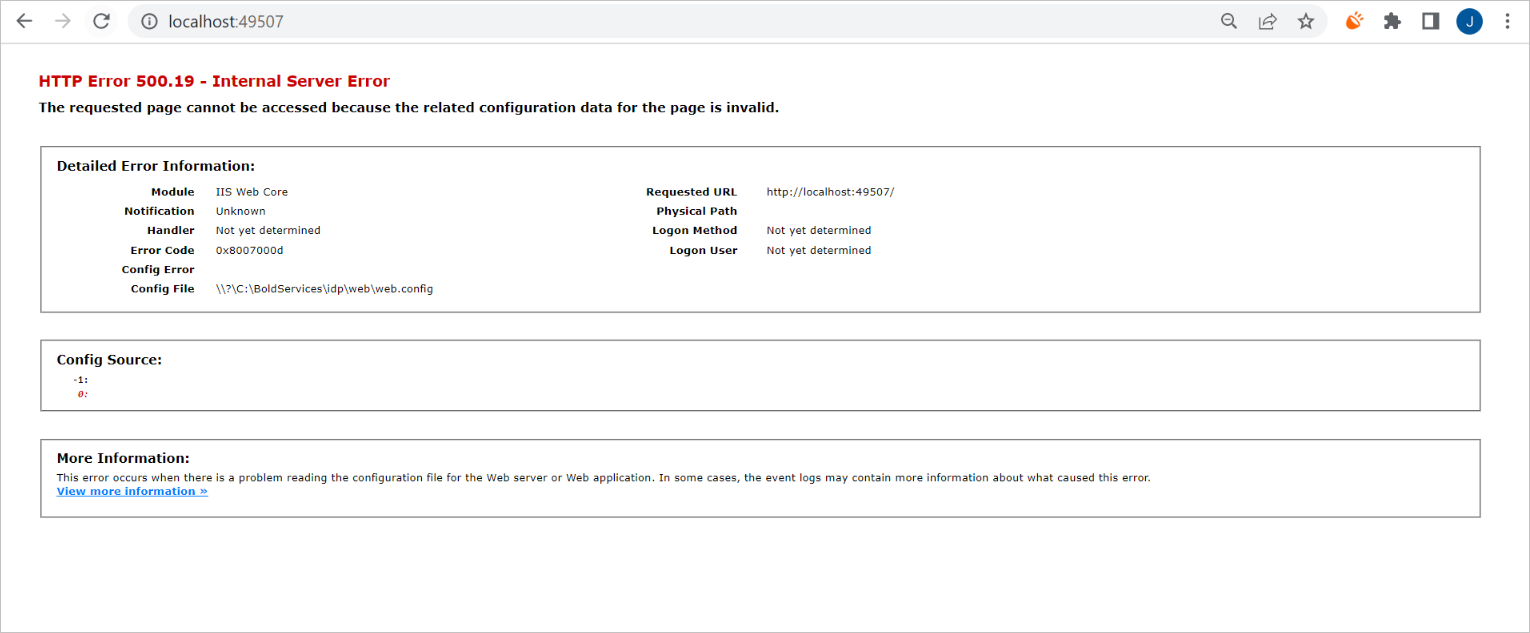 localhost:49507
J
HTTP Error 500.19 - Internal Server Error
The requested page cannot be accessed because the related configuration data for the page is invalid.
Detailed Error Information:
Module IIS Web Core
Notification Unknown
Handler Not yet determined
Error Code 0x8007000d
Config Error
Config File \\?\C:\BoldServices\idp\web\web.config
Requested URL http://localhost:49507/
Physical Path
Logon Method Not yet determined
Logon User Not yet determined
Config Source:
-1:
0:
More Information:
This error occurs when there is a problem reading the configuration file for the Web server or Web application. In some cases, the event logs may contain more information about what caused this error.
View more information »